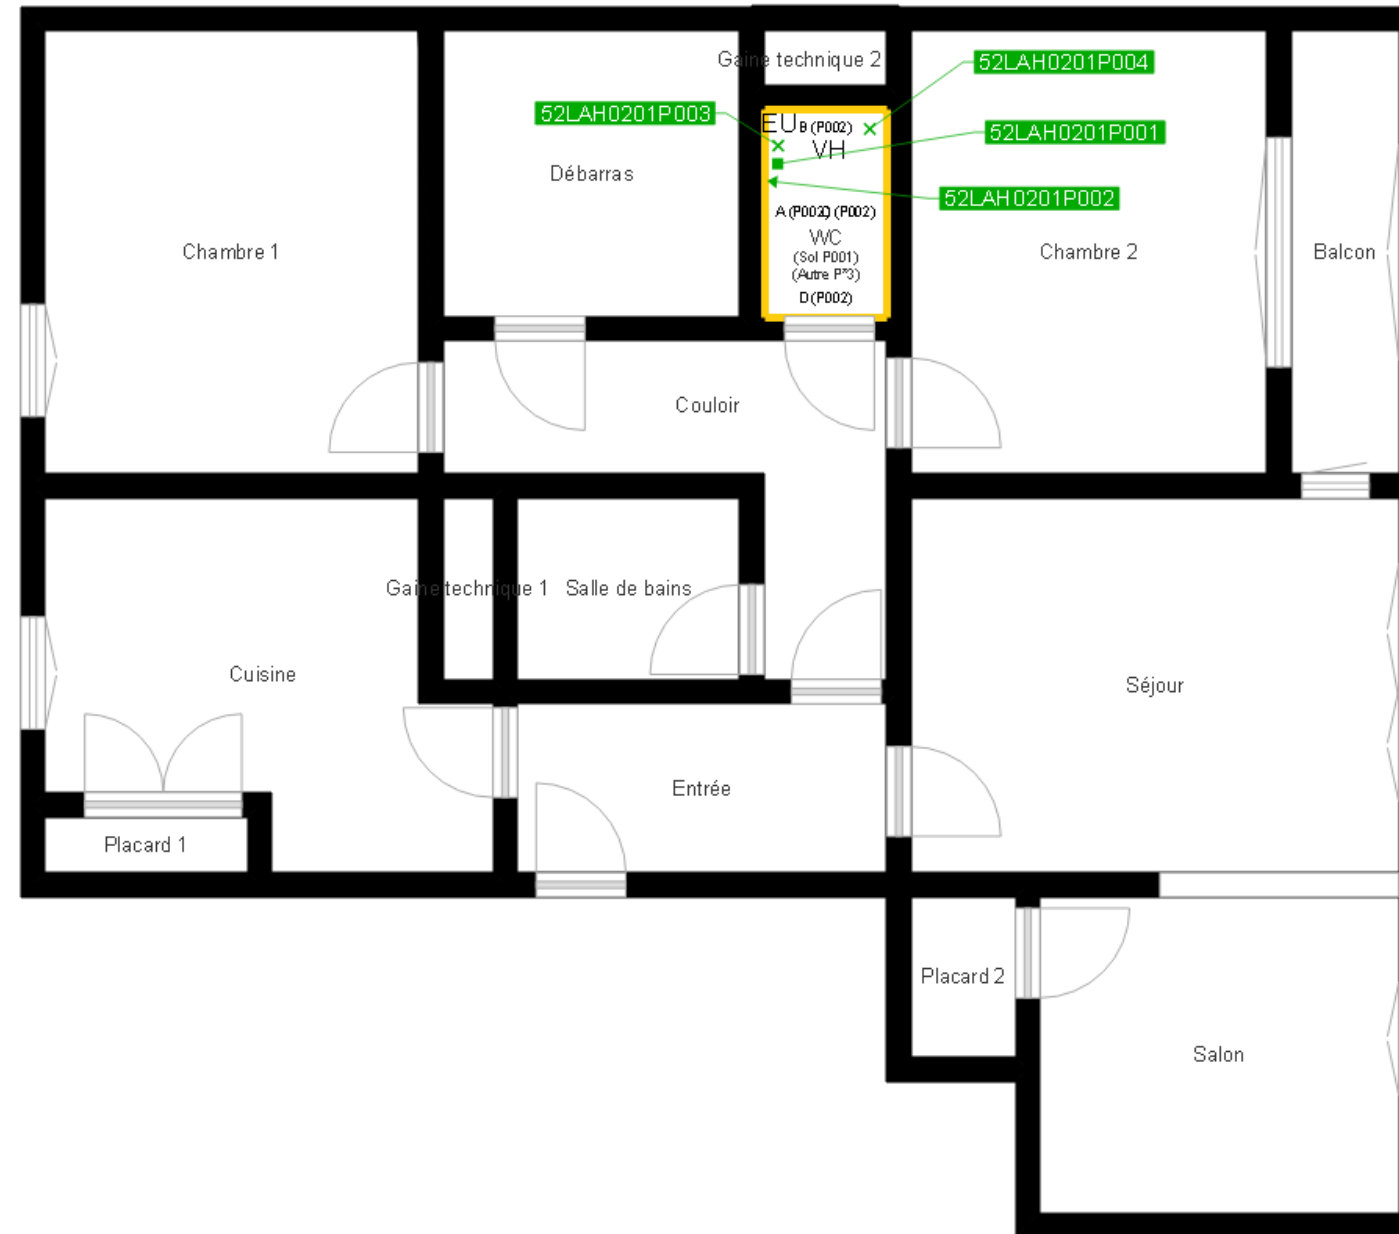 Gaine technique 2
52LAH0201P004
52LAH0201P003
EU
B (P002)
52LAH0201P001
VH
Débarras
52LAH0201P002
A (P002)
C (P002)
WC
(Sol P001)
(Autre P*3)
D (P002)
Chambre 1
Chambre 2
Balcon
Couloir
Gaine technique 1
Salle de bains
Cuisine
Séjour
Entrée
Placard 1
Placard 2
Salon